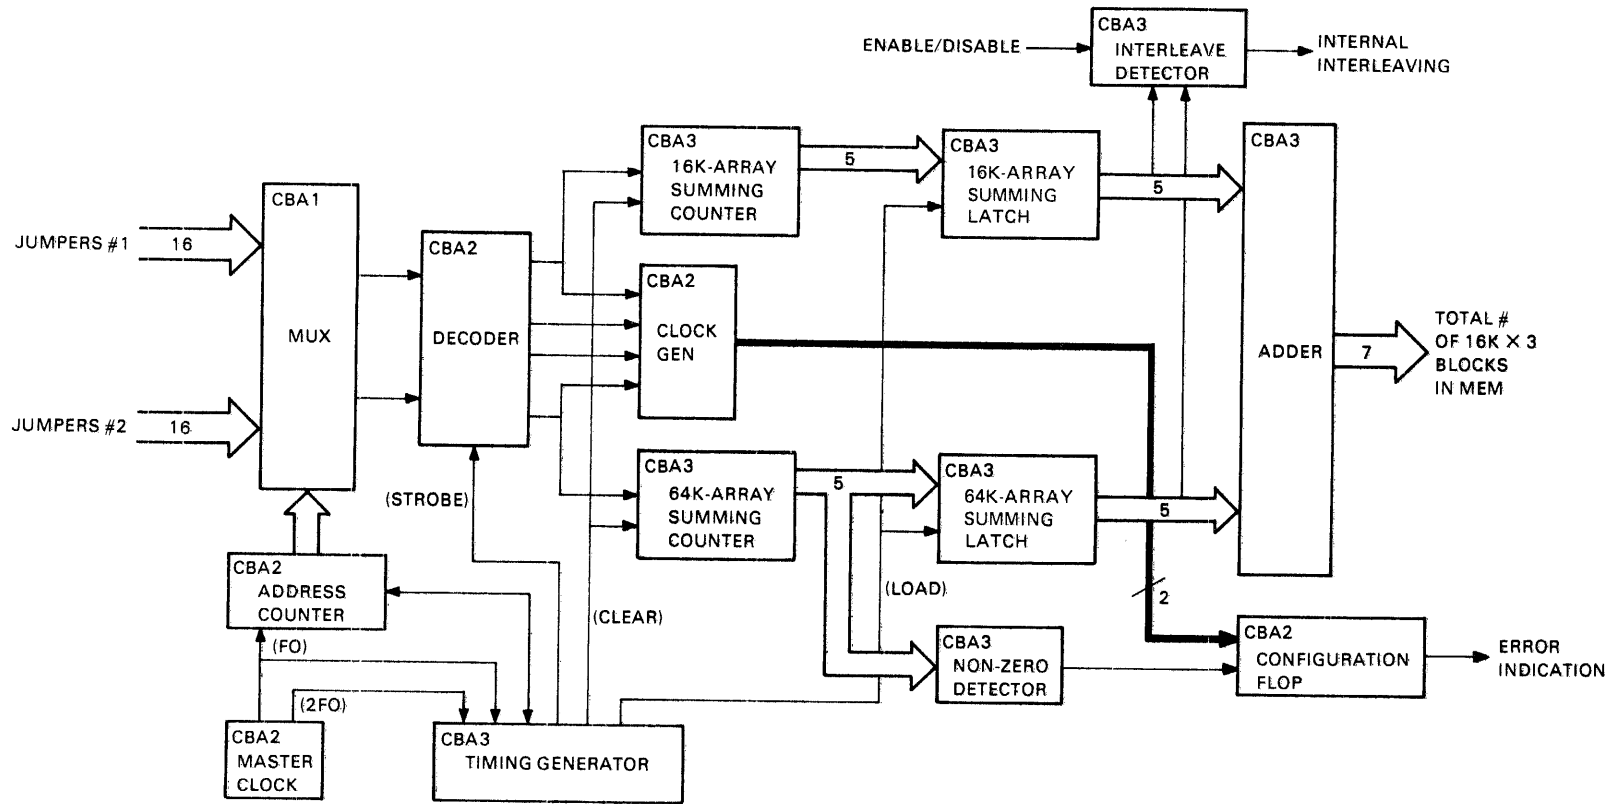 CBA3
INTERLEAVE
DETECTOR
ENABLE/DISABLE
INTERNAL
INTERLEAVING
CBA3
16K-ARRAY
SUMMING
COUNTER
5
CBA3
16K-ARRAY
SUMMING
LATCH
5
CBA3
ADDER
7
TOTAL #
OF 16K × 3
BLOCKS
IN MEM
JUMPERS #1
16
CBA1
MUX
JUMPERS #2
16
CBA2
DECODER
CBA2
CLOCK
GEN
(STROBE)
CBA3
64K-ARRAY
SUMMING
COUNTER
5
CBA3
64K-ARRAY
SUMMING
LATCH
5
CBA2
ADDRESS
COUNTER
(FO)
(2FO)
(CLEAR)
(LOAD)
2
CBA3
NON-ZERO
DETECTOR
CBA2
CONFIGURATION
FLOP
ERROR
INDICATION
CBA2
MASTER
CLOCK
CBA3
TIMING GENERATOR